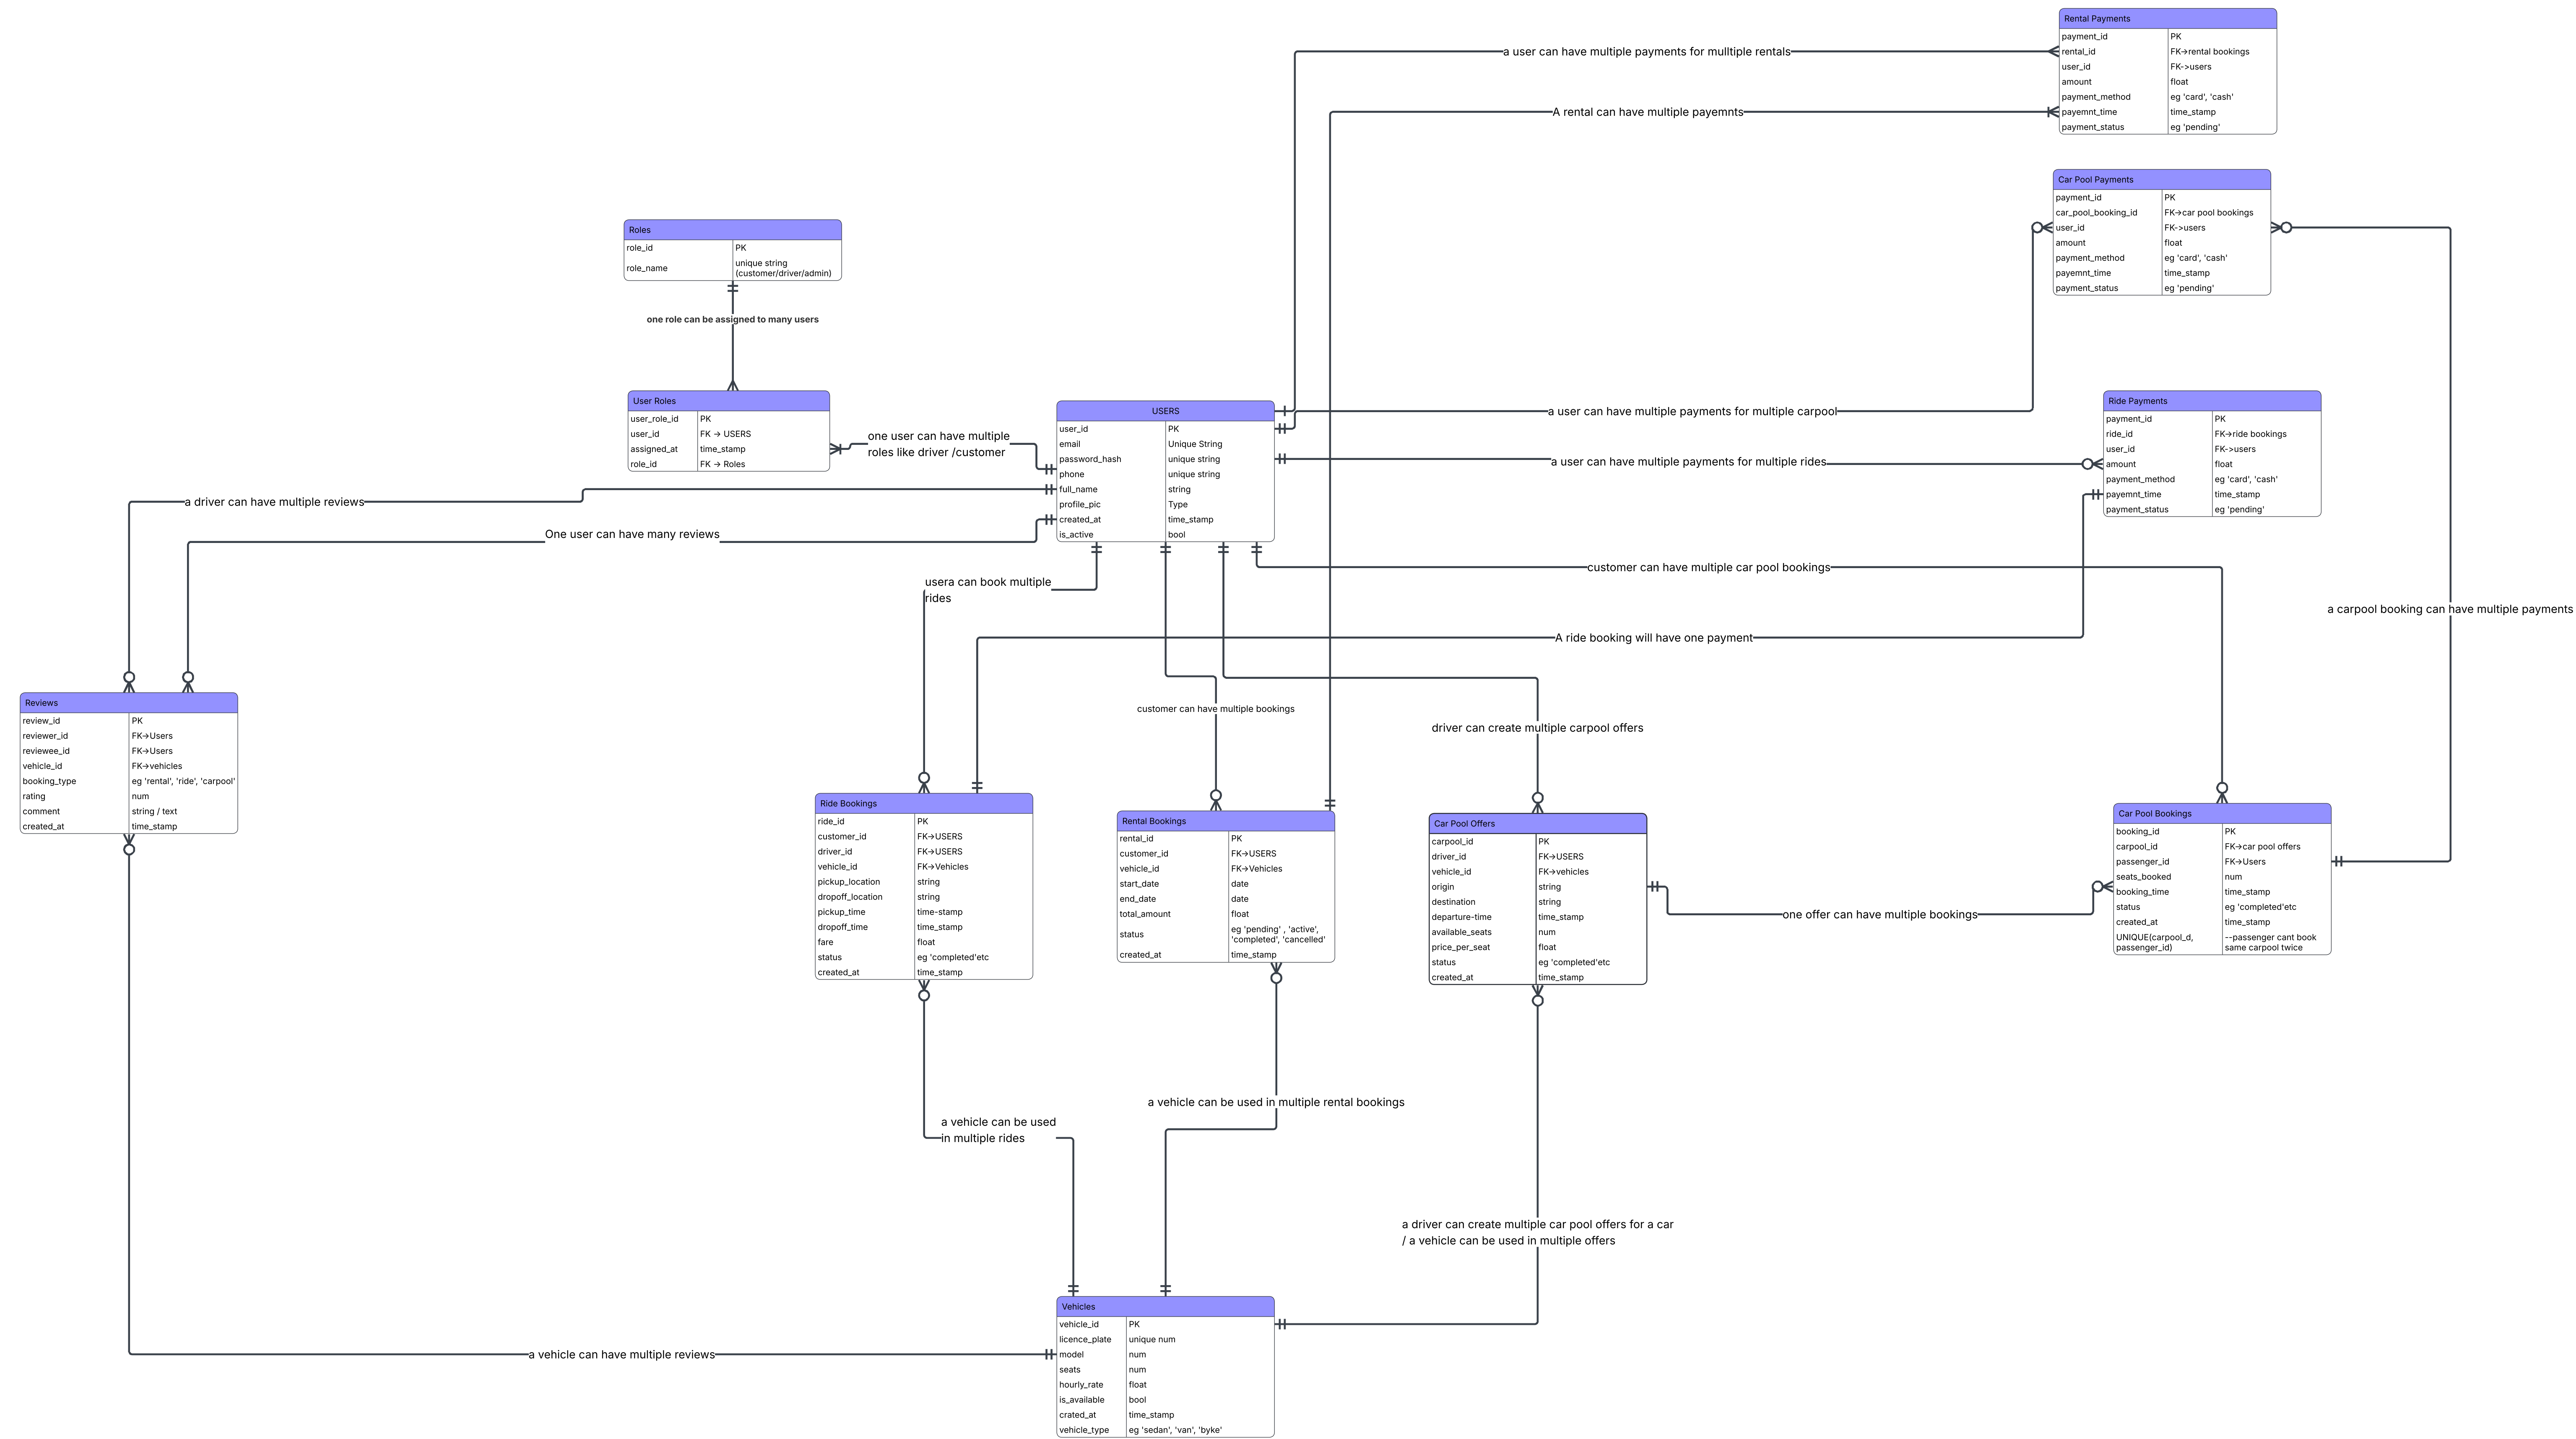 Rental Payments
payment_id PK
rental_id FK->rental bookings
user_id FK->users
amount float
payment_method eg 'card', 'cash'
payemnt_time time_stamp
payment_status eg 'pending'
a user can have multiple payments for mulltiple rentals
A rental can have multiple payemnts
Car Pool Payments
payment_id PK
car_pool_booking_id FK->car pool bookings
user_id FK->users
amount float
payment_method eg 'card', 'cash'
payemnt_time time_stamp
payment_status eg 'pending'
Roles
role_id PK
role_name unique string
(customer/driver/admin)
one role can be assigned to many users
User Roles
user_role_id PK
user_id FK → USERS
assigned_at time_stamp
role_id FK → Roles
one user can have multiple
roles like driver /customer
USERS
user_id PK
email Unique String
password_hash unique string
phone unique string
full_name string
profile_pic Type
created_at time_stamp
is_active bool
a user can have multiple payments for multiple carpool
a user can have multiple payments for multiple rides
Ride Payments
payment_id PK
ride_id FK->ride bookings
user_id FK->users
amount float
payment_method eg 'card', 'cash'
payemnt_time time_stamp
payment_status eg 'pending'
a driver can have multiple reviews
One user can have many reviews
usera can book multiple
rides
customer can have multiple car pool bookings
a carpool booking can have multiple payments
A ride booking will have one payment
customer can have multiple bookings
driver can create multiple carpool offers
Reviews
review_id PK
reviewer_id FK→Users
reviewee_id FK→Users
vehicle_id FK→vehicles
booking_type eg 'rental', 'ride', 'carpool'
rating num
comment string / text
created_at time_stamp
Ride Bookings
ride_id PK
customer_id FK→USERS
driver_id FK→USERS
vehicle_id FK→Vehicles
pickup_location string
dropoff_location string
pickup_time time-stamp
dropoff_time time_stamp
fare float
status eg 'completed'etc
created_at time_stamp
Rental Bookings
rental_id PK
customer_id FK→USERS
vehicle_id FK→Vehicles
start_date date
end_date date
total_amount float
status eg 'pending' , 'active',
'completed', 'cancelled'
created_at time_stamp
Car Pool Offers
carpool_id PK
driver_id FK→USERS
vehicle_id FK→vehicles
origin string
destination string
departure-time time_stamp
available_seats num
price_per_seat float
status eg 'completed'etc
created_at time_stamp
one offer can have multiple bookings
Car Pool Bookings
booking_id PK
carpool_id FK→car pool offers
passenger_id FK→Users
seats_booked num
booking_time time_stamp
status eg 'completed'etc
created_at time_stamp
UNIQUE(carpool_d, --passenger cant book
passenger_id) same carpool twice
a vehicle can be used
in multiple rides
a vehicle can be used in multiple rental bookings
a driver can create multiple car pool offers for a car
/ a vehicle can be used in multiple offers
a vehicle can have multiple reviews
Vehicles
vehicle_id PK
licence_plate unique num
model num
seats num
hourly_rate float
is_available bool
crated_at time_stamp
vehicle_type eg 'sedan', 'van', 'byke'